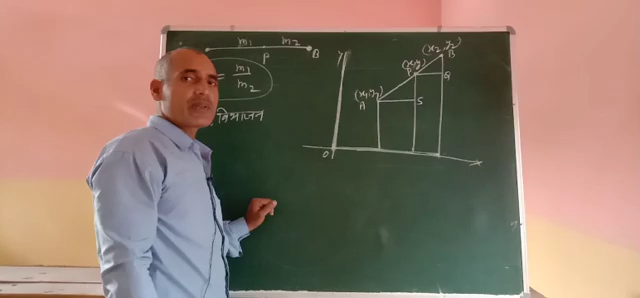 m₁ m₂
P B
= m₁/m₂
विभाजन
Y
(x₂,y₂)
B
(x,y)
P
Q
(x₁,y₁)
A S
O X